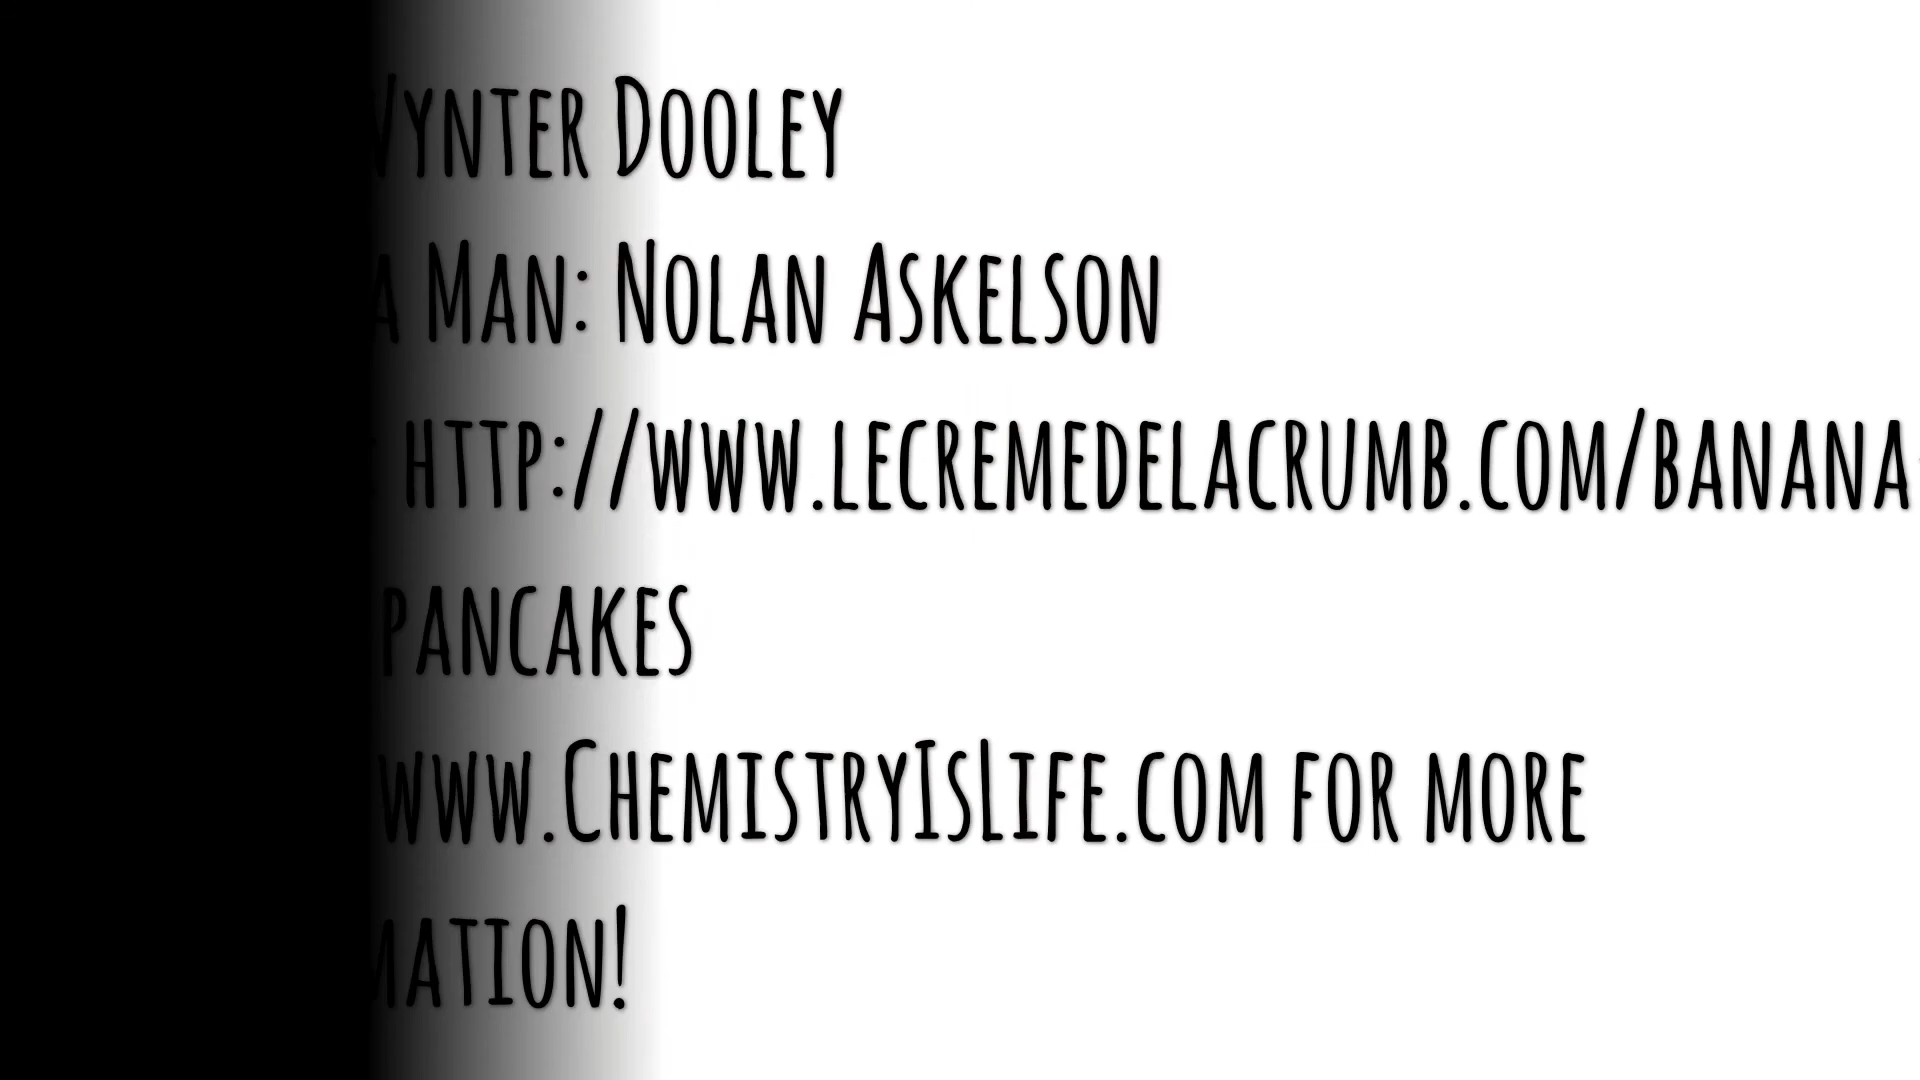 Wynter Dooley
a Man: Nolan Askelson
http://www.lecremedelacrumb.com/banana-
pancakes
www.ChemistryIsLife.com for more
mation!